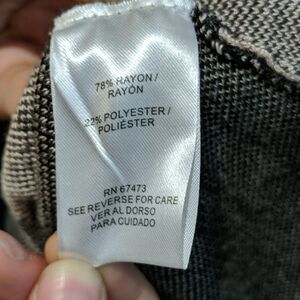 78% RAYON /
RAYÓN
22% POLYESTER /
POLIÉSTER
RN 67473
SEE REVERSE FOR CARE
VER AL DORSO
PARA CUIDADO